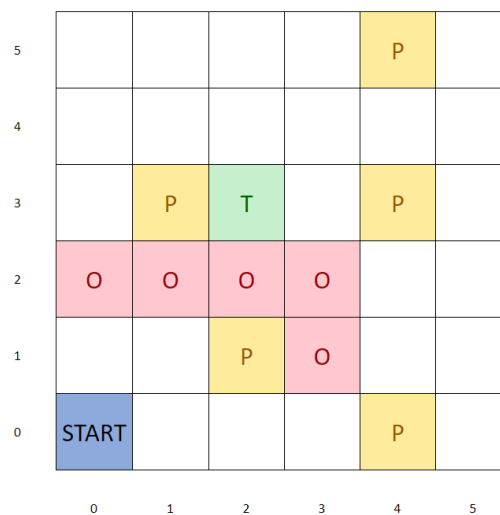 5 P
4
3 P T P
2 O O O O
1 P O
0 START P
0 1 2 3 4 5